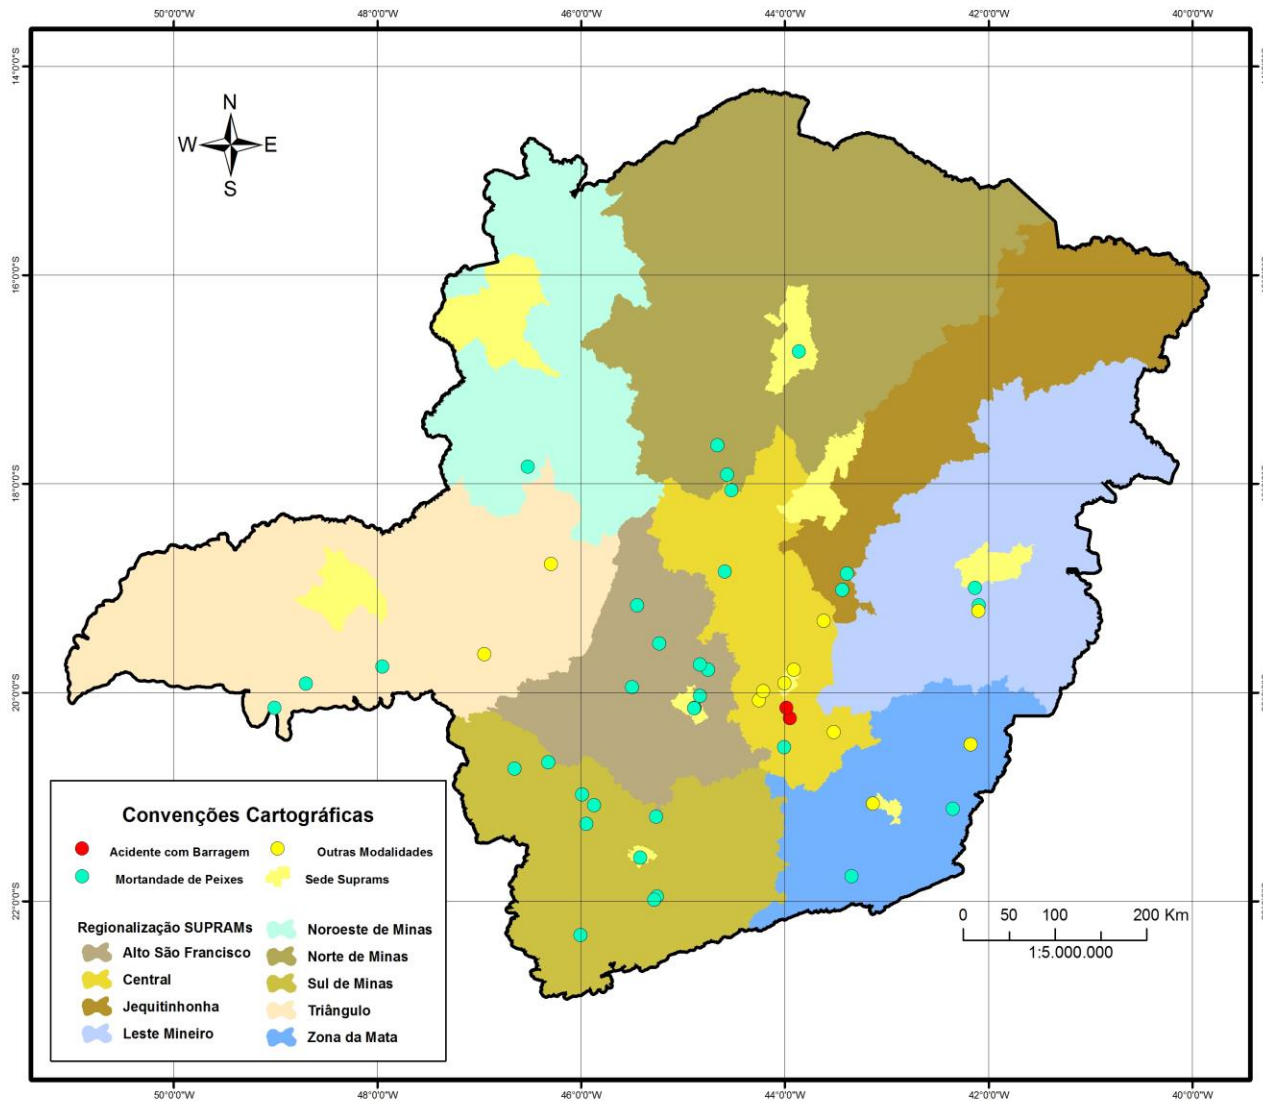 50°0'0"W 48°0'0"W 46°0'0"W 44°0'0"W 42°0'0"W 40°0'0"W
14°0'0"S
16°0'0"S
18°0'0"S
20°0'0"S
22°0'0"S
N
W E
S
Convenções Cartográficas
Acidente com Barragem Outras Modalidades
Mortandade de Peixes Sede Suprams
Regionalização SUPRAMs
Alto São Francisco
Central
Jequitinhonha
Leste Mineiro
Noroeste de Minas
Norte de Minas
Sul de Minas
Triângulo
Zona da Mata
0 50 100 200 Km
1:5.000.000
50°0'0"W 48°0'0"W 46°0'0"W 44°0'0"W 42°0'0"W 40°0'0"W